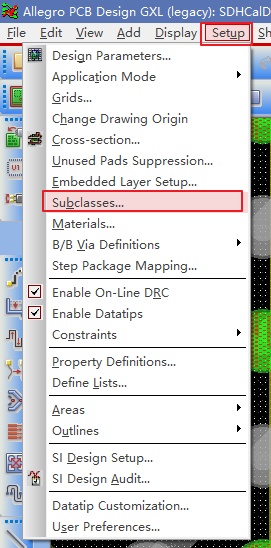 Allegro PCB Design GXL (legacy): SDHCalD
File Edit View Add Display Setup Sh
Design Parameters...
Application Mode
Grids...
Change Drawing Origin
Cross-section...
Unused Pads Suppression...
Embedded Layer Setup...
Subclasses...
Materials...
B/B Via Definitions
Step Package Mapping...
Enable On-Line DRC
Enable Datatips
Constraints
Property Definitions...
Define Lists...
Areas
Outlines
SI Design Setup...
SI Design Audit...
Datatip Customization...
User Preferences...
U1